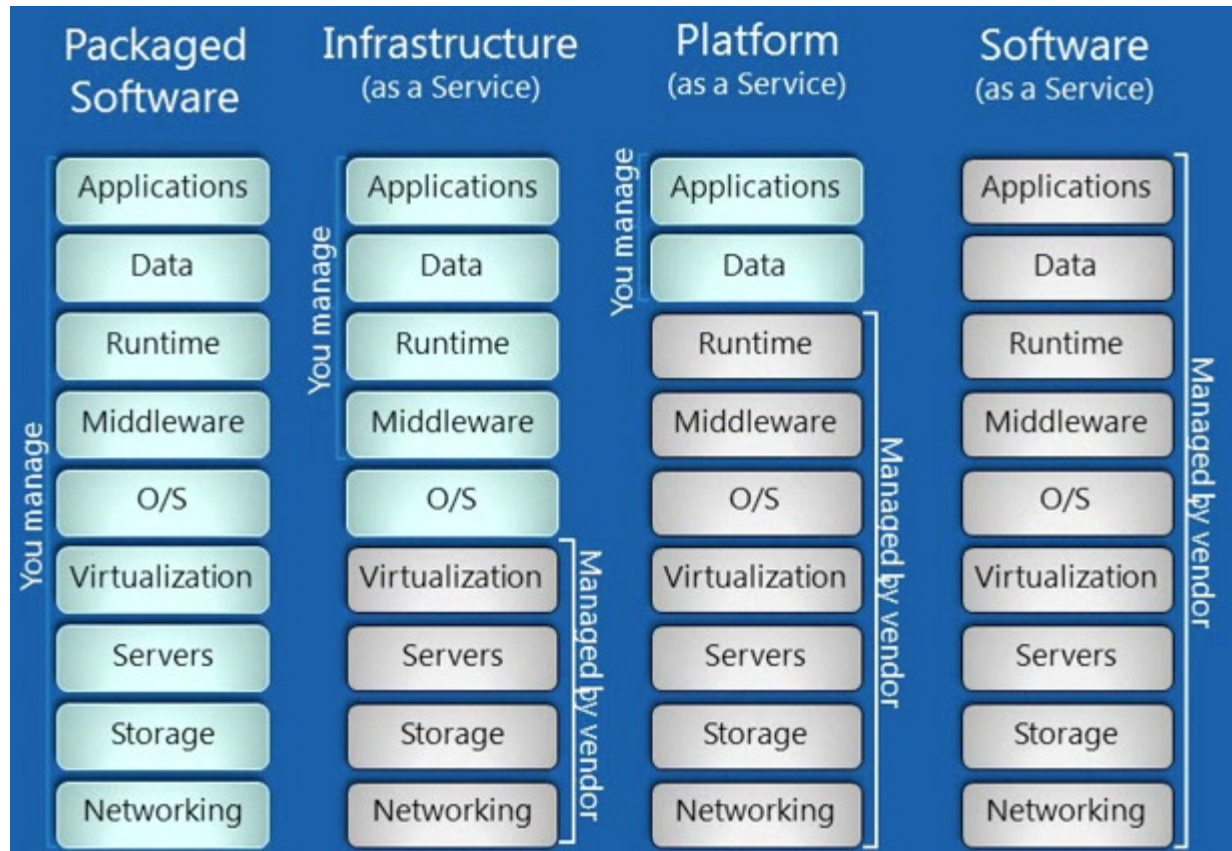 Packaged
Software
You manage
Applications
Data
Runtime
Middleware
O/S
Virtualization
Servers
Storage
Networking
Infrastructure
(as a Service)
You manage
Applications
Data
Runtime
Middleware
O/S
Virtualization
Servers
Storage
Networking
Managed by vendor
Platform
(as a Service)
You manage
Applications
Data
Runtime
Middleware
O/S
Virtualization
Servers
Storage
Networking
Managed by vendor
Software
(as a Service)
Applications
Data
Runtime
Middleware
O/S
Virtualization
Servers
Storage
Networking
Managed by vendor